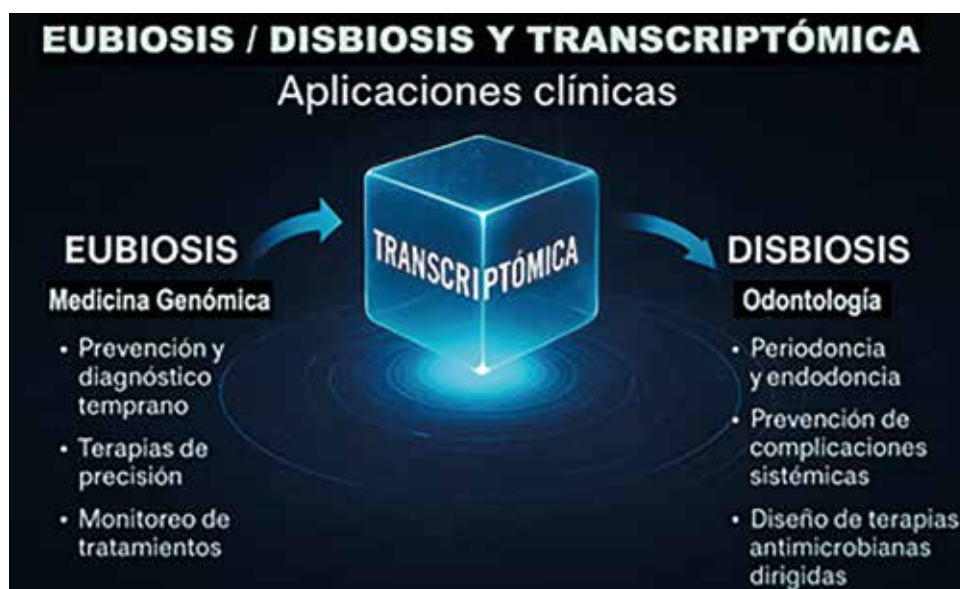 EUBIOSIS / DISBIOSIS Y TRANSCRIPTÓMICA
Aplicaciones clínicas
TRANSCRIPTÓMICA
EUBIOSIS
Medicina Genómica
• Prevención y
diagnóstico
temprano
• Terapias de
precisión
• Monitoreo de
tratamientos
DISBIOSIS
Odontología
• Periodoncia
y endodoncia
• Prevención de
complicaciones
sistémicas
• Diseño de terapias
antimicrobianas
dirigidas